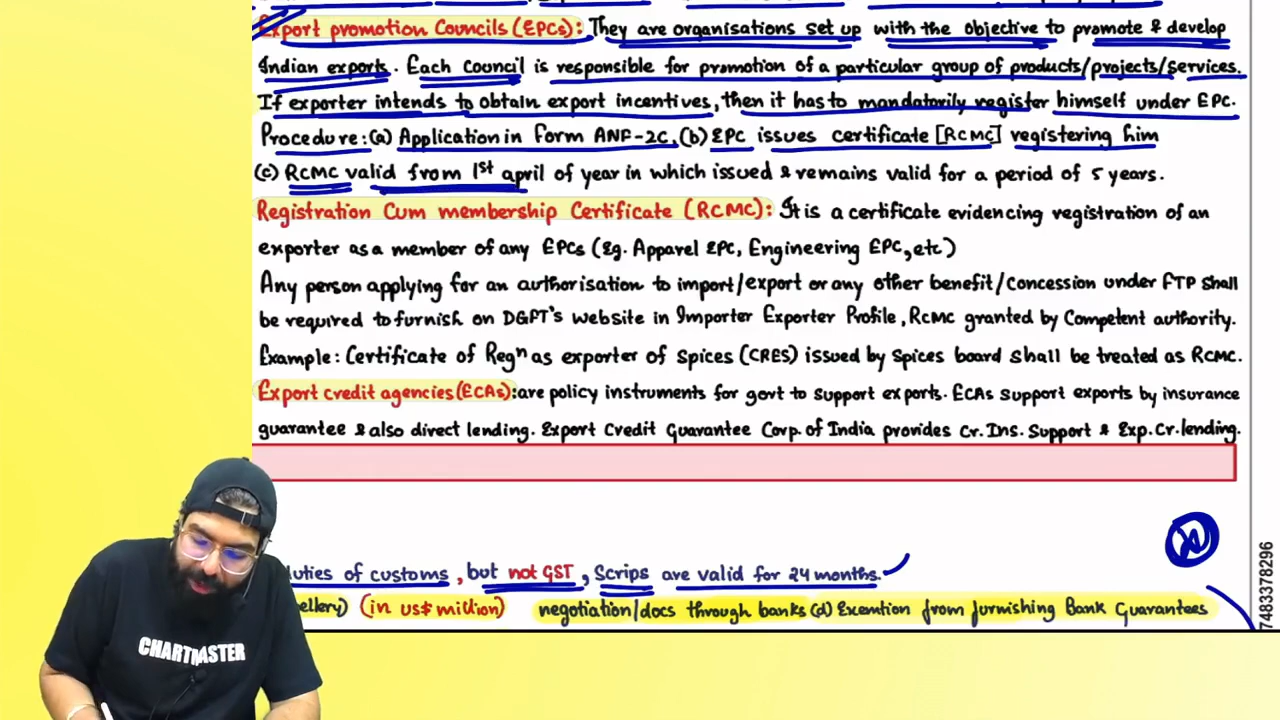 Export promotion Councils (EPCs): They are organisations set up with the objective to promote & develop
Indian exports. Each council is responsible for promotion of a particular group of products/projects/services.
If exporter intends to obtain export incentives, then it has to mandatorily register himself under EPC.
Procedure: (a) Application in Form ANF-2C, (b) EPC issues certificate [RCMC] registering him
(c) RCMC valid from 1st april of year in which issued & remains valid for a period of 5 years.
Registration Cum membership Certificate (RCMC): It is a certificate evidencing registration of an
exporter as a member of any EPCs (Eg. Apparel EPC, Engineering EPC, etc)
Any person applying for an authorisation to import/export or any other benefit/concession under FTP shall
be required to furnish on DGFT's website in Importer Exporter Profile, RCMC granted by Competent authority.
Example: Certificate of Regn as exporter of spices (CRES) issued by spices board shall be treated as RCMC.
Export credit agencies (ECAs): are policy instruments for govt to support exports. ECAs support exports by insurance
guarantee & also direct lending. Export Credit Guarantee Corp. of India provides Cr. Ins. Support & Exp. Cr. lending.
uties of customs, but not GST, Scrips are valid for 24 months.
ellery) (in US$ million) negotiation/docs through banks (d) Exemtion from furnishing Bank Guarantees
7483378296
CHARTMASTER